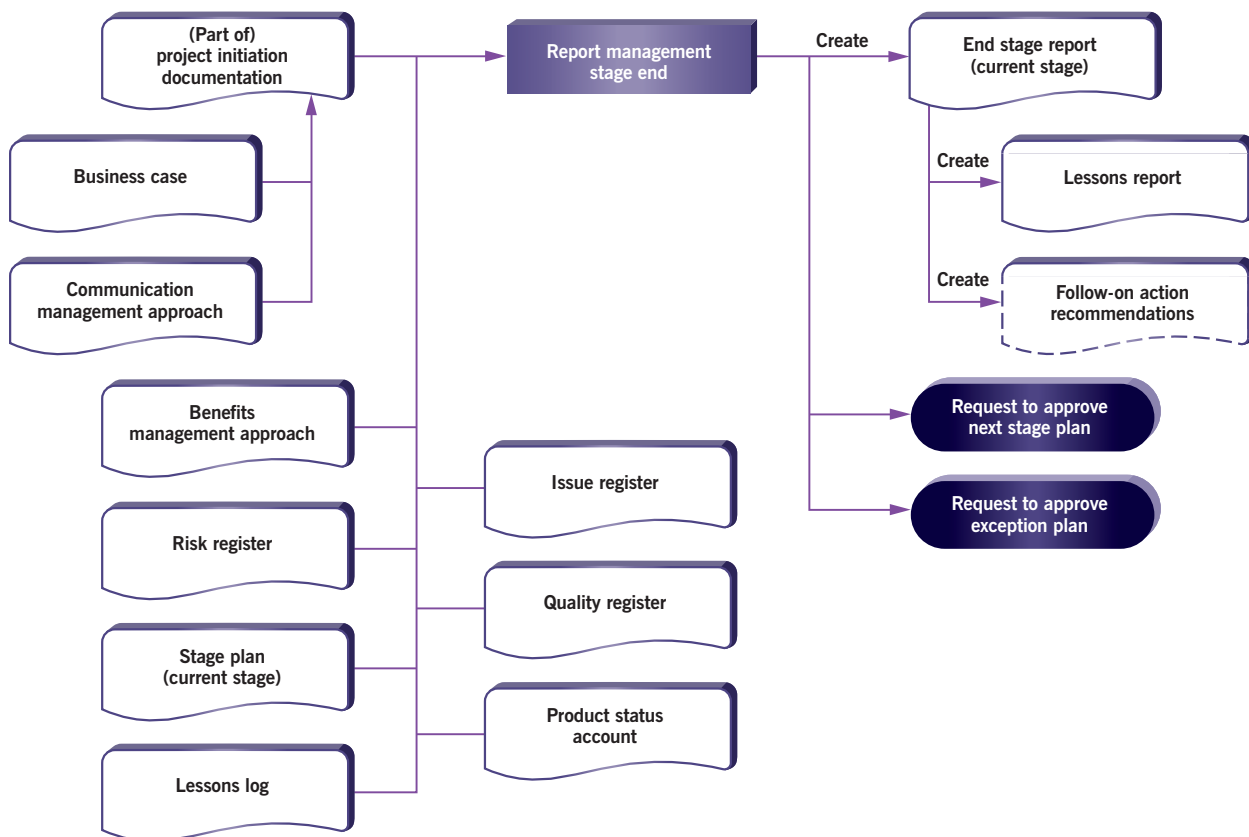 (Part of)
project initiation
documentation
Business case
Communication
management approach
Benefits
management approach
Risk register
Stage plan
(current stage)
Lessons log
Issue register
Quality register
Product status
account
Report management
stage end
Create
End stage report
(current stage)
Create
Lessons report
Create
Follow-on action
recommendations
Request to approve
next stage plan
Request to approve
exception plan